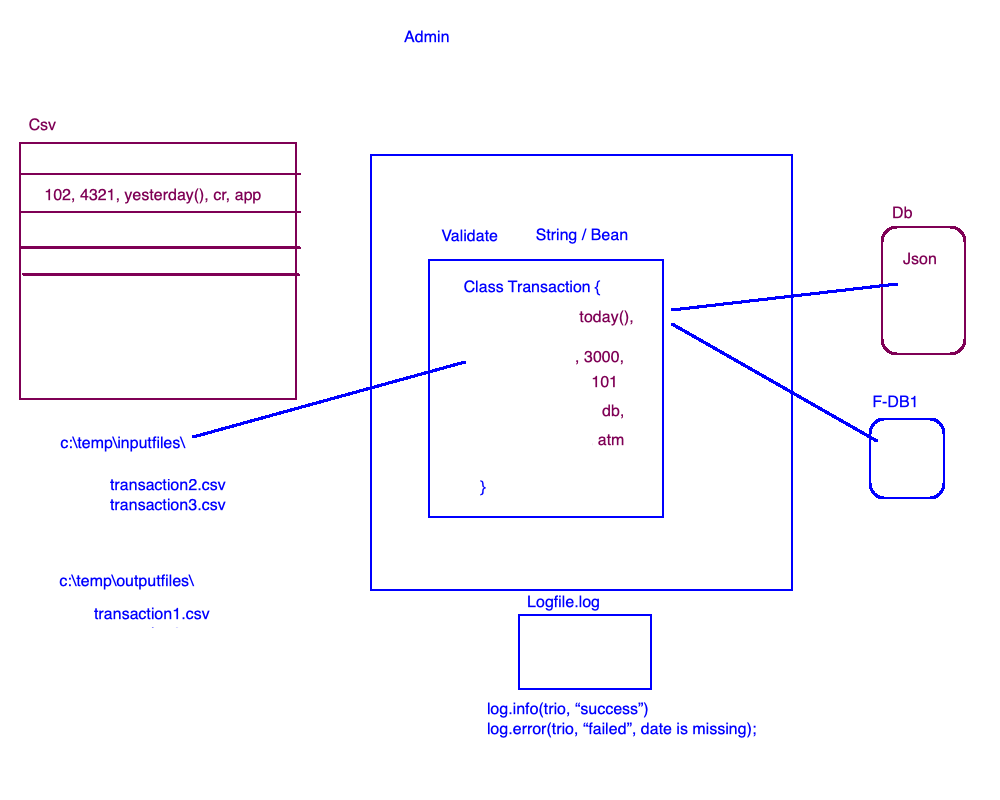 Admin
Csv
102, 4321, yesterday(), cr, app
c:\temp\inputfiles\
transaction2.csv
transaction3.csv
c:\temp\outputfiles\
transaction1.csv
Validate
String / Bean
Class Transaction {
today(),
, 3000,
101
db,
atm
}
Logfile.log
log.info(trio, “success”)
log.error(trio, “failed”, date is missing);
Db
Json
F-DB1